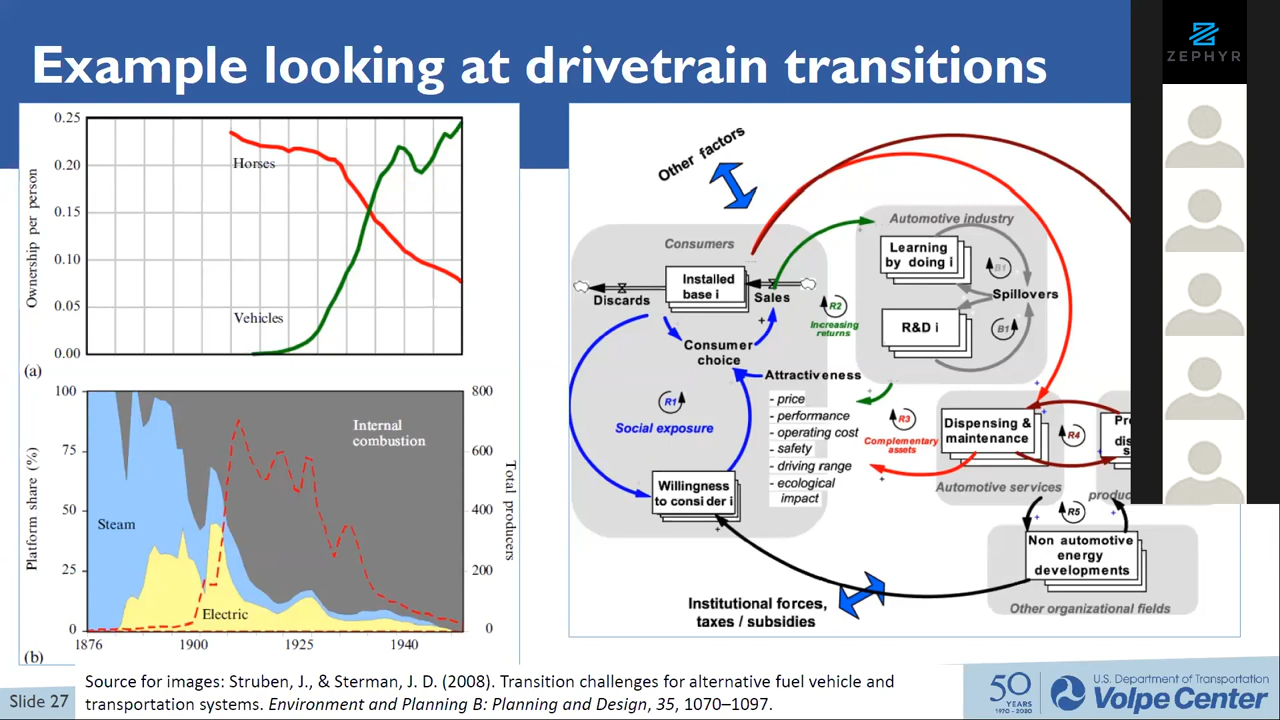 Example looking at drivetrain transitions
ZEPHYR
0.25
0.20
0.15
0.10
0.05
0.00
Ownership per person
Horses
Vehicles
(a)
100
75
50
25
0
Platform share (%)
800
600
400
200
0
Total producers
Internal
combustion
Steam
Electric
1876
1900
1925
1940
(b)
Other factors
Consumers
Installed
base i
Discards
Sales
Consumer
choice
+
Attractiveness
- price
- performance
- operating cost
- safety
- driving range
- ecological
impact
R1
Social exposure
Willingness
to consider i
+
R2
Increasing
returns
Automotive industry
Learning
by doing i
B1
Spillovers
R&D i
B1
R3
Complementary
assets
Dispensing &
maintenance
R4
Automotive services
R5
Non automotive
energy
developments
Other organizational fields
Institutional forces,
taxes / subsidies
Source for images: Struben, J., & Sterman, J. D. (2008). Transition challenges for alternative fuel vehicle and
transportation systems. Environment and Planning B: Planning and Design, 35, 1070–1097.
Slide 27
50
YEARS
1970 - 2020
U.S. Department of Transportation
Volpe Center